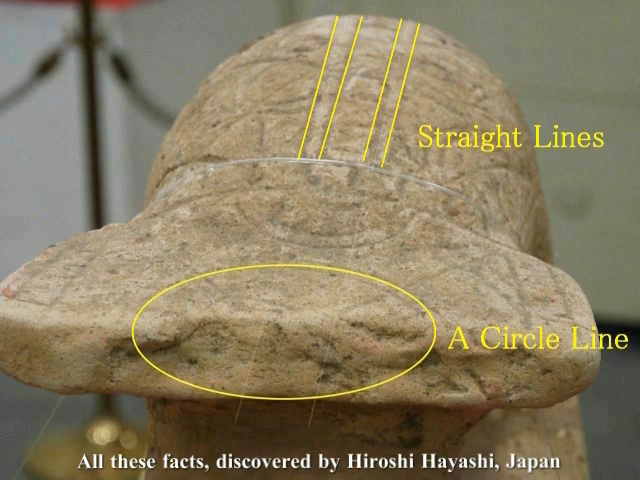 Straight Lines
A Circle Line
All these facts, discovered by Hiroshi Hayashi, Japan